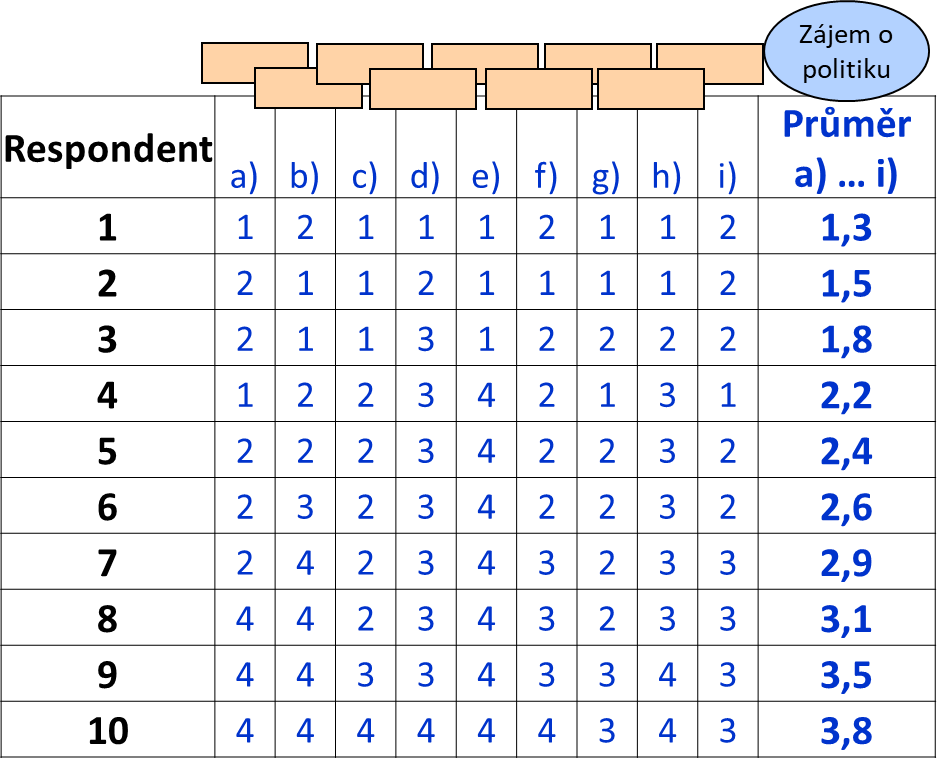 Zájem o
politiku
Respondent a) b) c) d) e) f) g) h) i) Průměr
a) ... i)
1 1 2 1 1 1 2 1 1 2 1,3
2 2 1 1 2 1 1 1 1 2 1,5
3 2 1 1 3 1 2 2 2 2 1,8
4 1 2 2 3 4 2 1 3 1 2,2
5 2 2 2 3 4 2 2 3 2 2,4
6 2 3 2 3 4 2 2 3 2 2,6
7 2 4 2 3 4 3 2 3 3 2,9
8 4 4 2 3 4 3 2 3 3 3,1
9 4 4 3 3 4 3 3 4 3 3,5
10 4 4 4 4 4 4 3 4 3 3,8